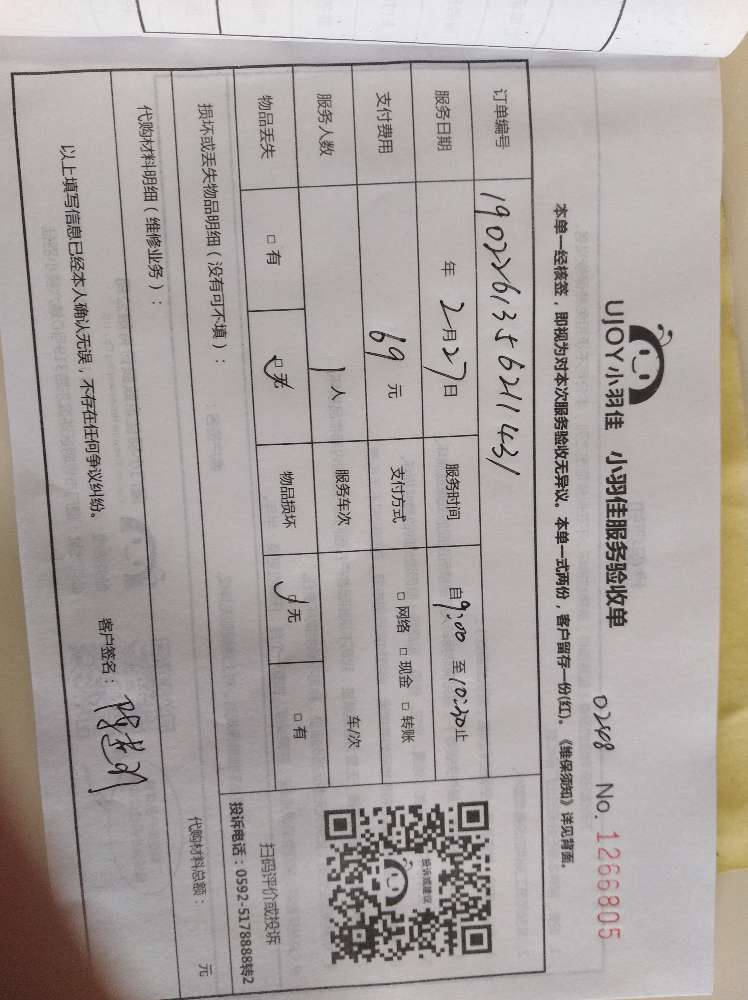 UJOY小羽佳 小羽佳服务验收单
0248 No. 1266805
本单一经核签，即视为对本次服务验收无异议。本单一式两份，客户留存一份(红)。《维保须知》详见背面。
订单编号 1902261356211431
服务日期 年 2月27日 服务时间 自9:00 至10:30止
支付费用 69元 支付方式 □ 网络 □ 现金 □ 转账
服务人数 1人 服务车次 车/次
物品丢失 □ 有 □ 无 物品损坏 □ 无 □ 有
损坏或丢失物品明细（没有可不填）：
代购材料明细（维修业务）： 代购材料总额： 元
以上填写信息已经本人确认无误，不存在任何争议纠纷。 客户签名：
投诉或建议
扫码评价或投诉
投诉电话：0592-5178888转2